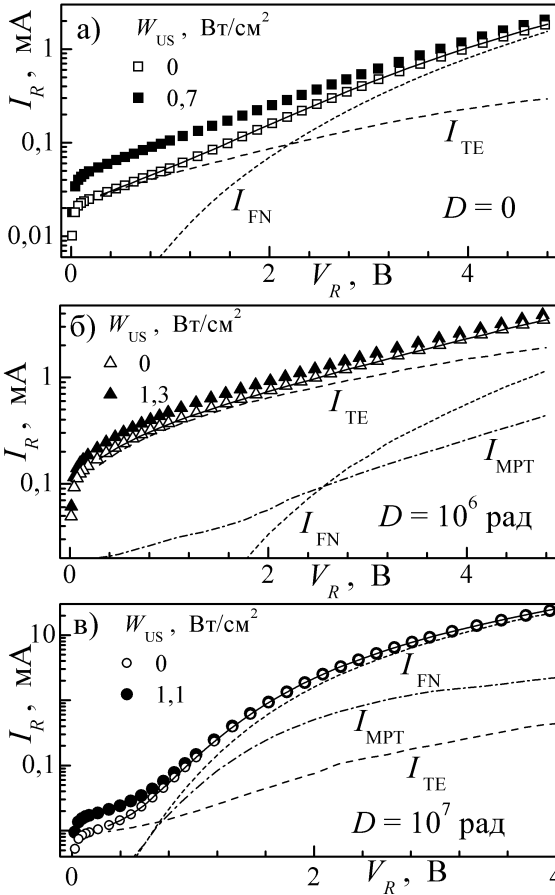 а)
W_US, Вт/см²
0
0,7
1
0,1
0,01
I_R, мА
I_TE
I_FN
D = 0
0 2 4
V_R, В
б)
W_US, Вт/см²
0
1,3
1
0,1
I_R, мА
I_TE
I_MPT
I_FN
D = 10⁶ рад
0 2 4
V_R, В
в)
W_US, Вт/см²
0
1,1
10
0,1
I_R, мА
I_FN
I_MPT
I_TE
D = 10⁷ рад
0 2
V_R, В